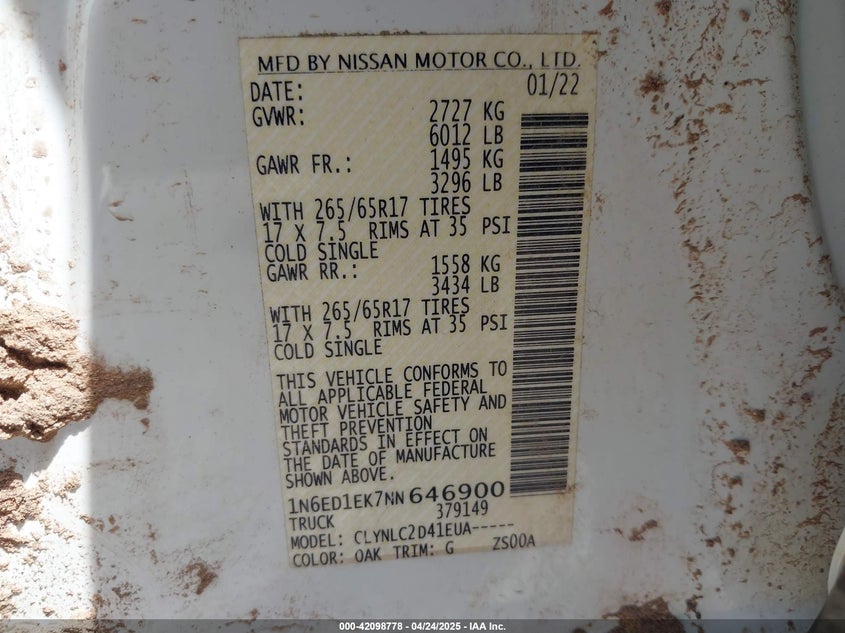 MFD BY NISSAN MOTOR CO., LTD.
DATE: 01/22
GVWR: 2727 KG
6012 LB
GAWR FR.: 1495 KG
3296 LB
WITH 265/65R17 TIRES
17 X 7.5 RIMS AT 35 PSI
COLD SINGLE
GAWR RR.: 1558 KG
3434 LB
WITH 265/65R17 TIRES
17 X 7.5 RIMS AT 35 PSI
COLD SINGLE
THIS VEHICLE CONFORMS TO
ALL APPLICABLE FEDERAL
MOTOR VEHICLE SAFETY AND
THEFT PREVENTION
STANDARDS IN EFFECT ON
THE DATE OF MANUFACTURE
SHOWN ABOVE.
1N6ED1EK7NN646900
TRUCK 379149
MODEL: CLYNLC2D41EUA-----
COLOR: OAK TRIM: G ZS00A
000-42098778 - 04/24/2025 - IAA Inc.